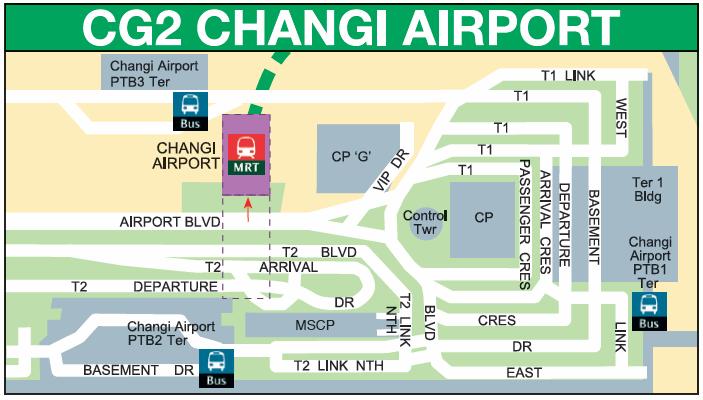 CG2 CHANGI AIRPORT
Changi Airport
PTB3 Ter
Bus
CHANGI
AIRPORT
MRT
CP 'G'
VIP DR
T1 LINK
T1
WEST
T1
T1
T1
PASSENGER CRES
ARRIVAL CRES
DEPARTURE
BASEMENT
Ter 1
Bldg
Control
Twr
CP
Changi
Airport
PTB1
Ter
Bus
AIRPORT BLVD
T2 BLVD
T2 ARRIVAL
T2 DEPARTURE
DR
T2 LINK
NTH
BLVD
LINK
CRES
DR
EAST
MSCP
Changi Airport
PTB2 Ter
Bus
BASEMENT DR
T2 LINK NTH